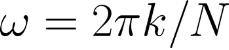 ω = 2πk/N